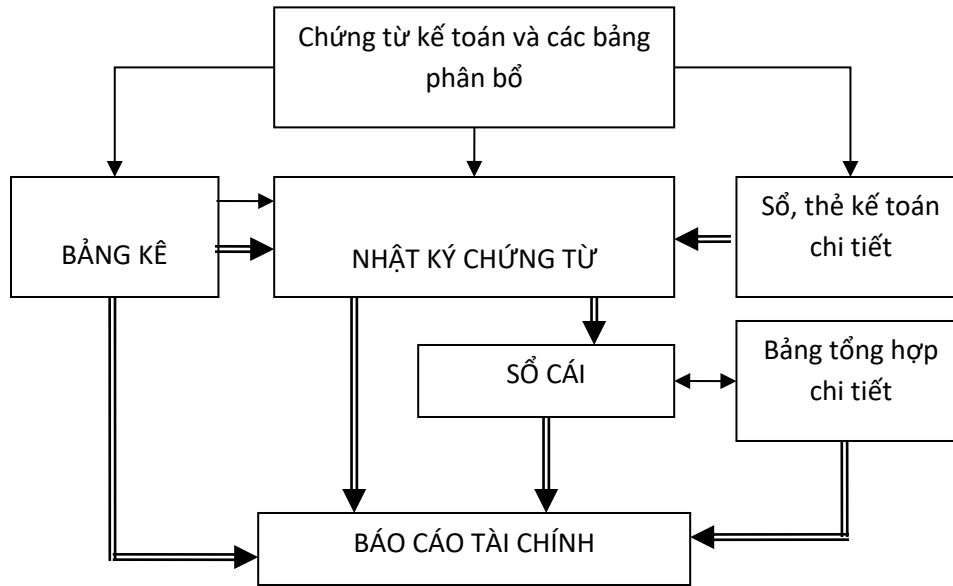 Chứng từ kế toán và các bảng
phân bổ
BẢNG KÊ
NHẬT KÝ CHỨNG TỪ
Sổ, thẻ kế toán
chi tiết
SỔ CÁI
Bảng tổng hợp
chi tiết
BÁO CÁO TÀI CHÍNH